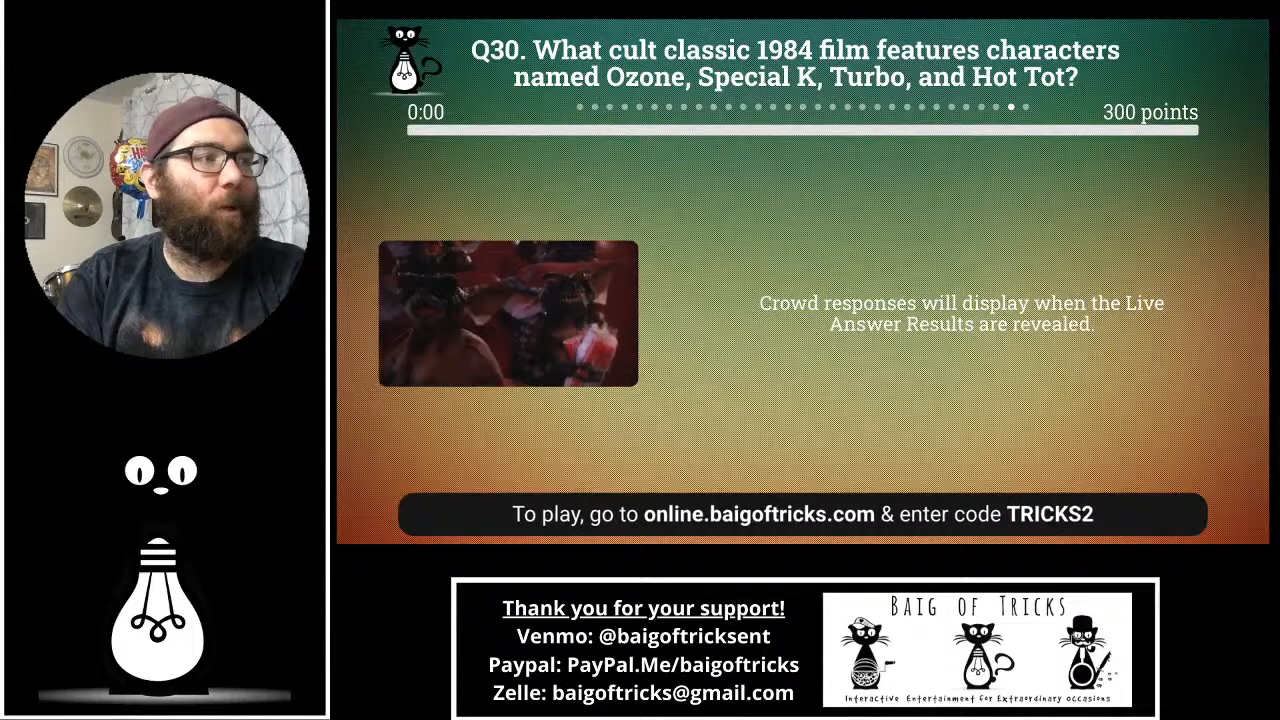 Q30. What cult classic 1984 film features characters
named Ozone, Special K, Turbo, and Hot Tot?
0:00
300 points
Crowd responses will display when the Live
Answer Results are revealed.
To play, go to online.baigoftricks.com & enter code TRICKS2
Thank you for your support!
Venmo: @baigoftricksent
Paypal: PayPal.Me/baigoftricks
Zelle: baigoftricks@gmail.com
BAIG OF TRICKS
Interactive Entertainment for Extraordinary occasions